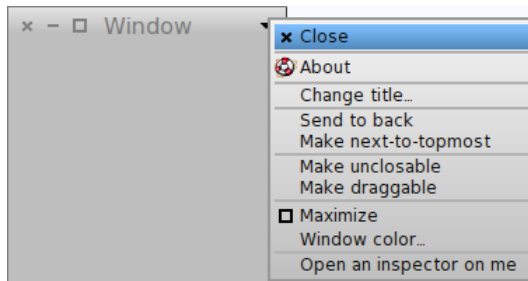 Window
Close
About
Change title…
Send to back
Make next-to-topmost
Make unclosable
Make draggable
Maximize
Window color…
Open an inspector on me